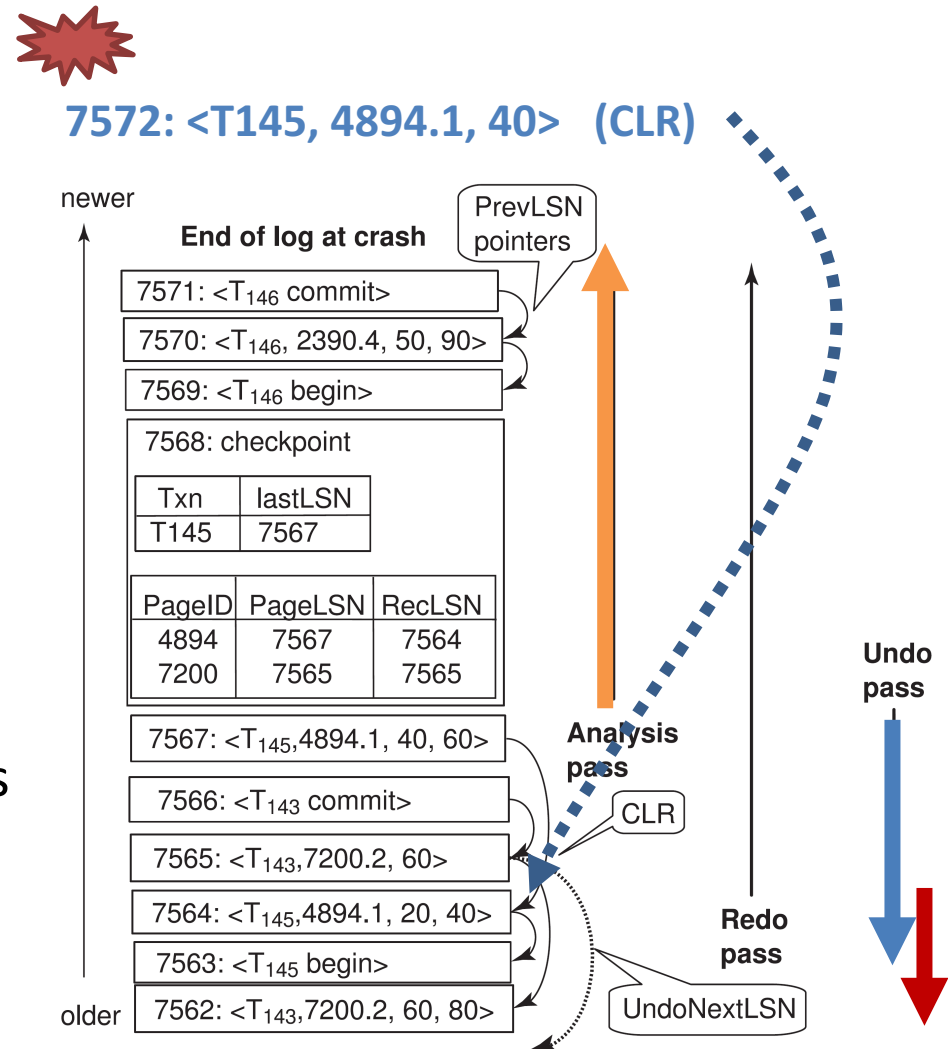 7572: <T145, 4894.1, 40> (CLR)
newer
PrevLSN
pointers
End of log at crash
7571: <T146 commit>
7570: <T146, 2390.4, 50, 90>
7569: <T146 begin>
7568: checkpoint
Txn lastLSN
T145 7567
PageID PageLSN RecLSN
4894 7567 7564
7200 7565 7565
Undo
pass
7567: <T145,4894.1, 40, 60>
Analysis
pass
s
7566: <T143 commit>
CLR
7565: <T143,7200.2, 60>
7564: <T145,4894.1, 20, 40>
Redo
pass
7563: <T145 begin>
older
7562: <T143,7200.2, 60, 80>
UndoNextLSN